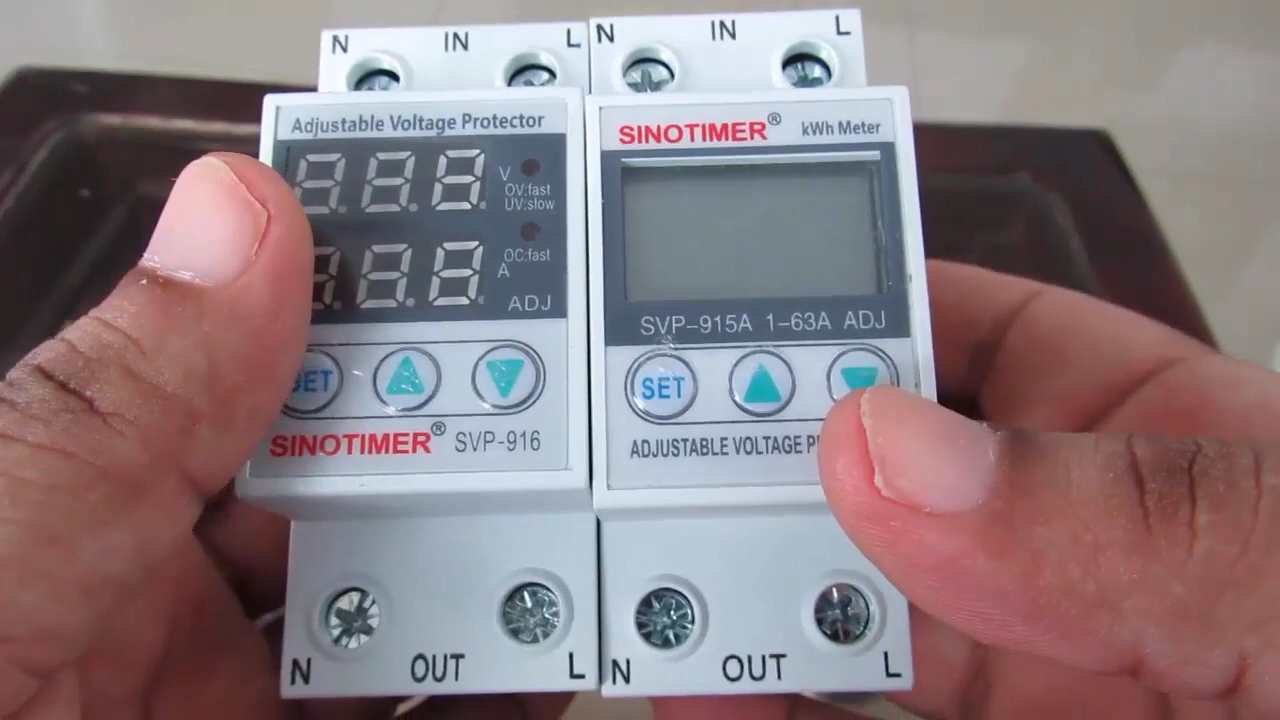 N IN L
Adjustable Voltage Protector
V
OV:fast
UV:slow
OC:fast
A
ADJ
SET
SINOTIMER® SVP-916
N OUT L
N IN L
SINOTIMER® kWh Meter
SVP-915A 1-63A ADJ
SET
ADJUSTABLE VOLTAGE
N OUT L